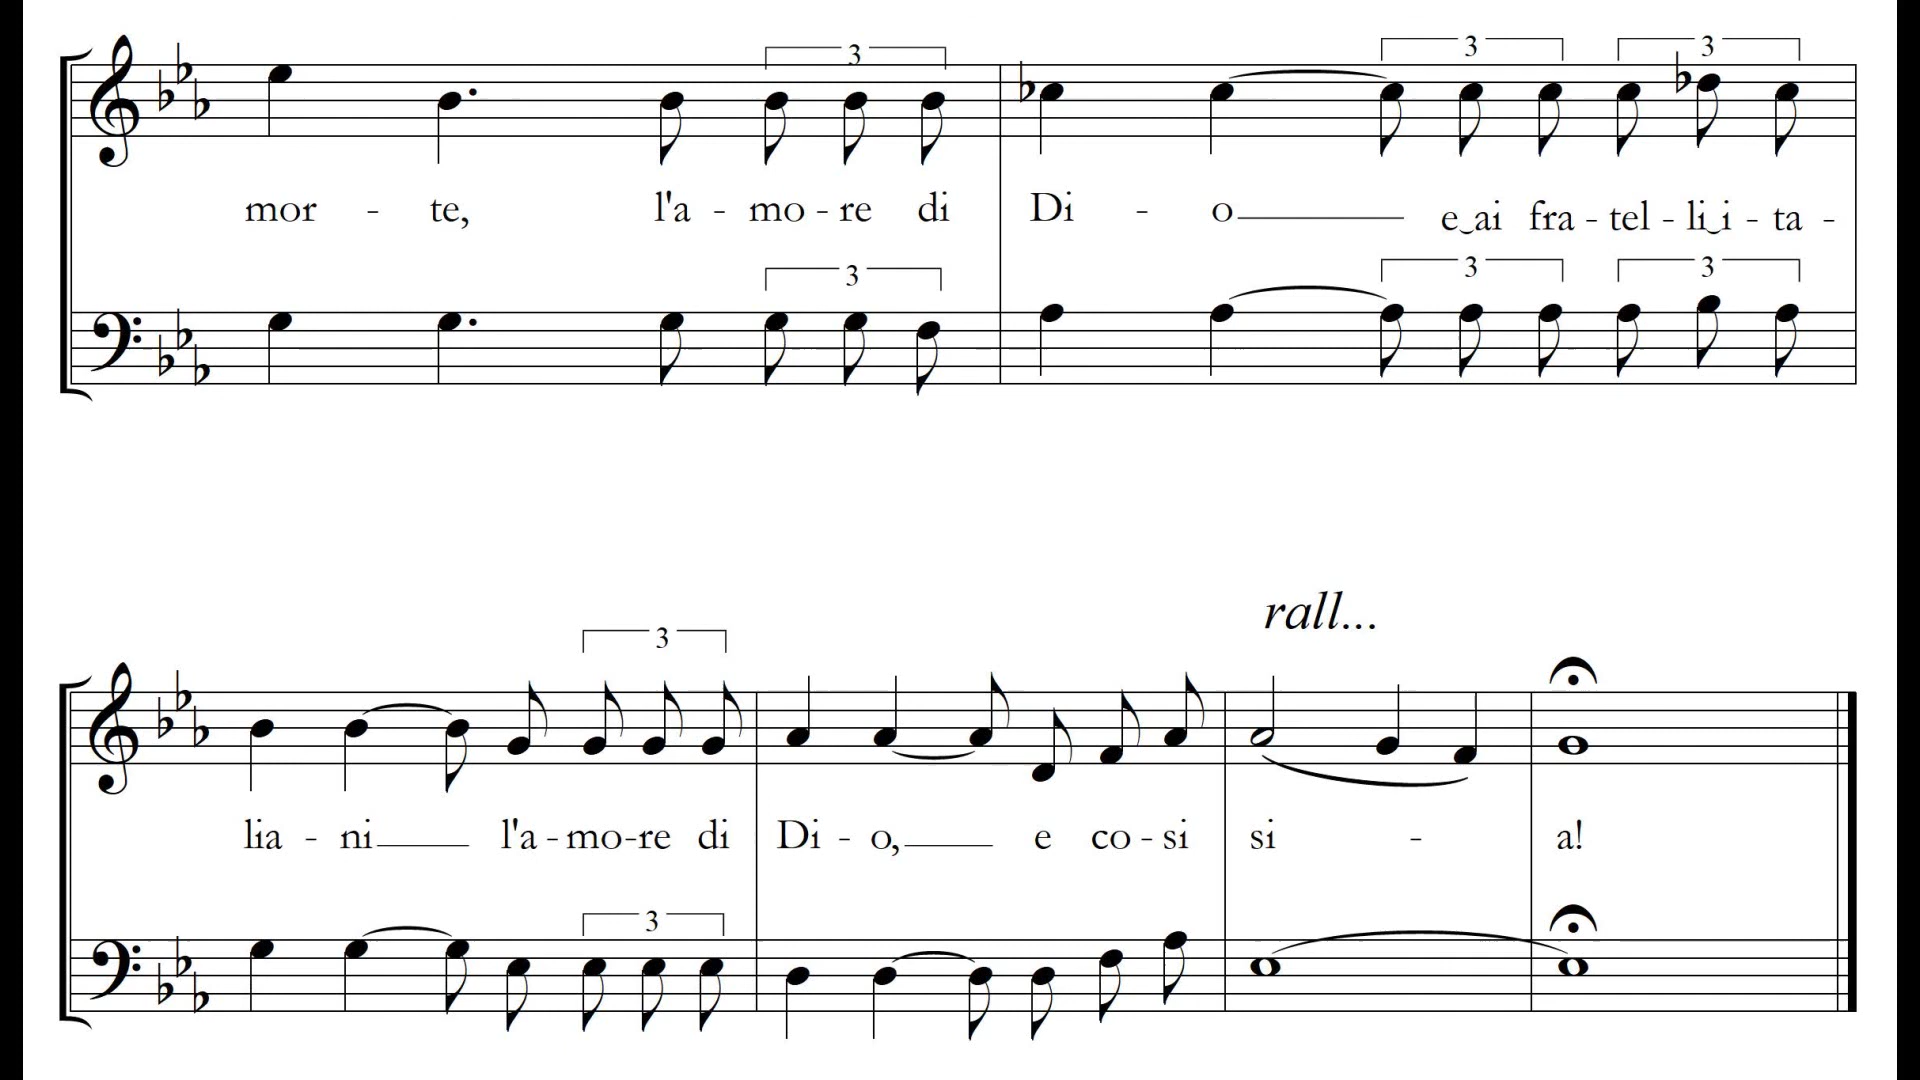 3 3 3
mor - te, l'a - mo - re di Di - o e ai fra - tel - li i - ta -
3 3 3
rall...
3
lia - ni l'a - mo - re di Di - o, e co - si si - a!
3